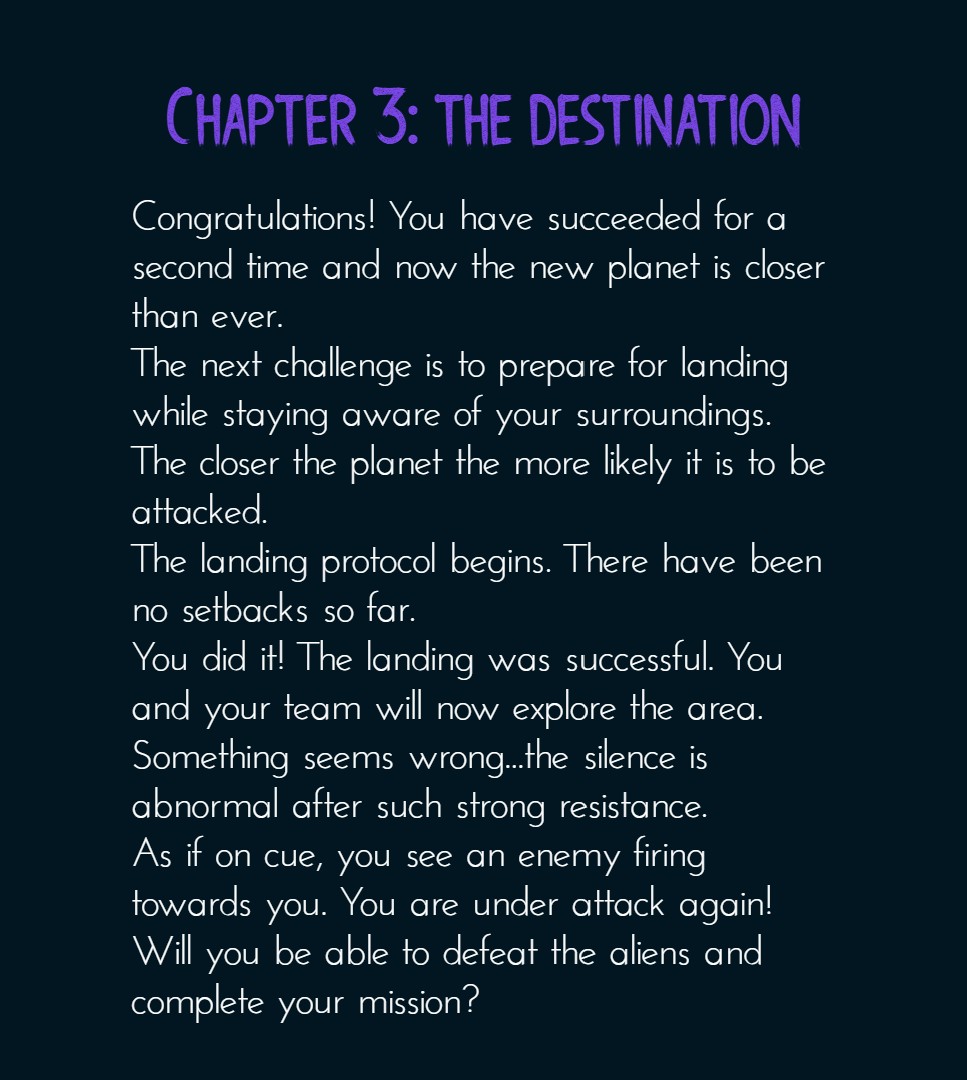 CHAPTER 3: THE DESTINATION
Congratulations! You have succeeded for a
second time and now the new planet is closer
than ever.
The next challenge is to prepare for landing
while staying aware of your surroundings.
The closer the planet the more likely it is to be
attacked.
The landing protocol begins. There have been
no setbacks so far.
You did it! The landing was successful. You
and your team will now explore the area.
Something seems wrong...the silence is
abnormal after such strong resistance.
As if on cue, you see an enemy firing
towards you. You are under attack again!
Will you be able to defeat the aliens and
complete your mission?